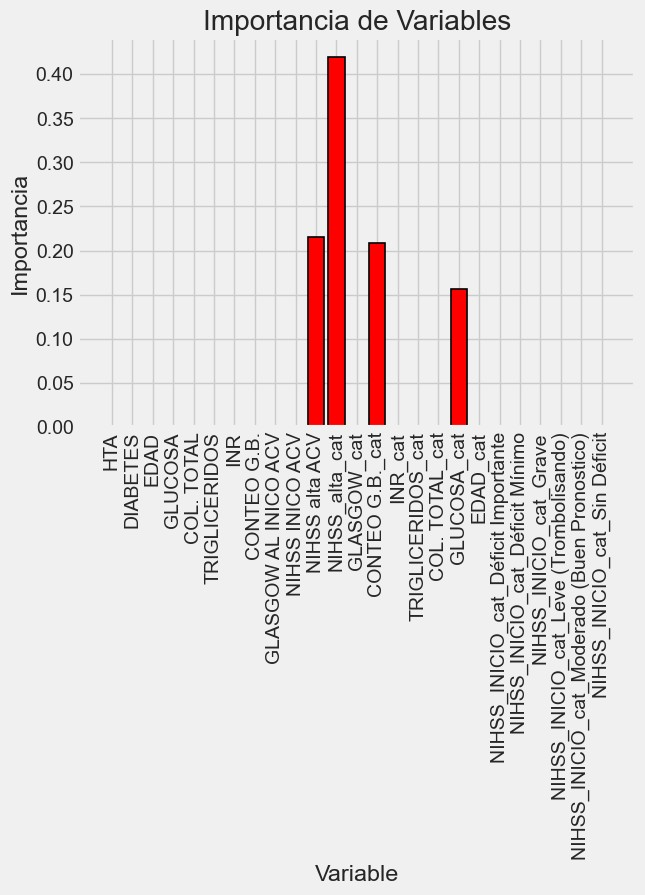 Importancia de Variables
Importancia
0.40
0.35
0.30
0.25
0.20
0.15
0.10
0.05
0.00
HTA
DIABETES
EDAD
GLUCOSA
COL. TOTAL
TRIGLICERIDOS
INR
CONTEO G.B.
GLASGOW AL INICO ACV
NIHSS INICO ACV
NIHSS alta ACV
NIHSS_alta_cat
GLASGOW_cat
CONTEO G.B._cat
INR_cat
TRIGLICERIDOS_cat
COL. TOTAL_cat
GLUCOSA_cat
EDAD_cat
NIHSS_INICIO_cat_Déficit Importante
NIHSS_INICIO_cat_Déficit Mínimo
NIHSS_INICIO_cat_Grave
NIHSS_INICIO_cat_Leve (Trombolisando)
NIHSS_INICIO_cat_Moderado (Buen Pronostico)
NIHSS_INICIO_cat_Sin Déficit
Variable